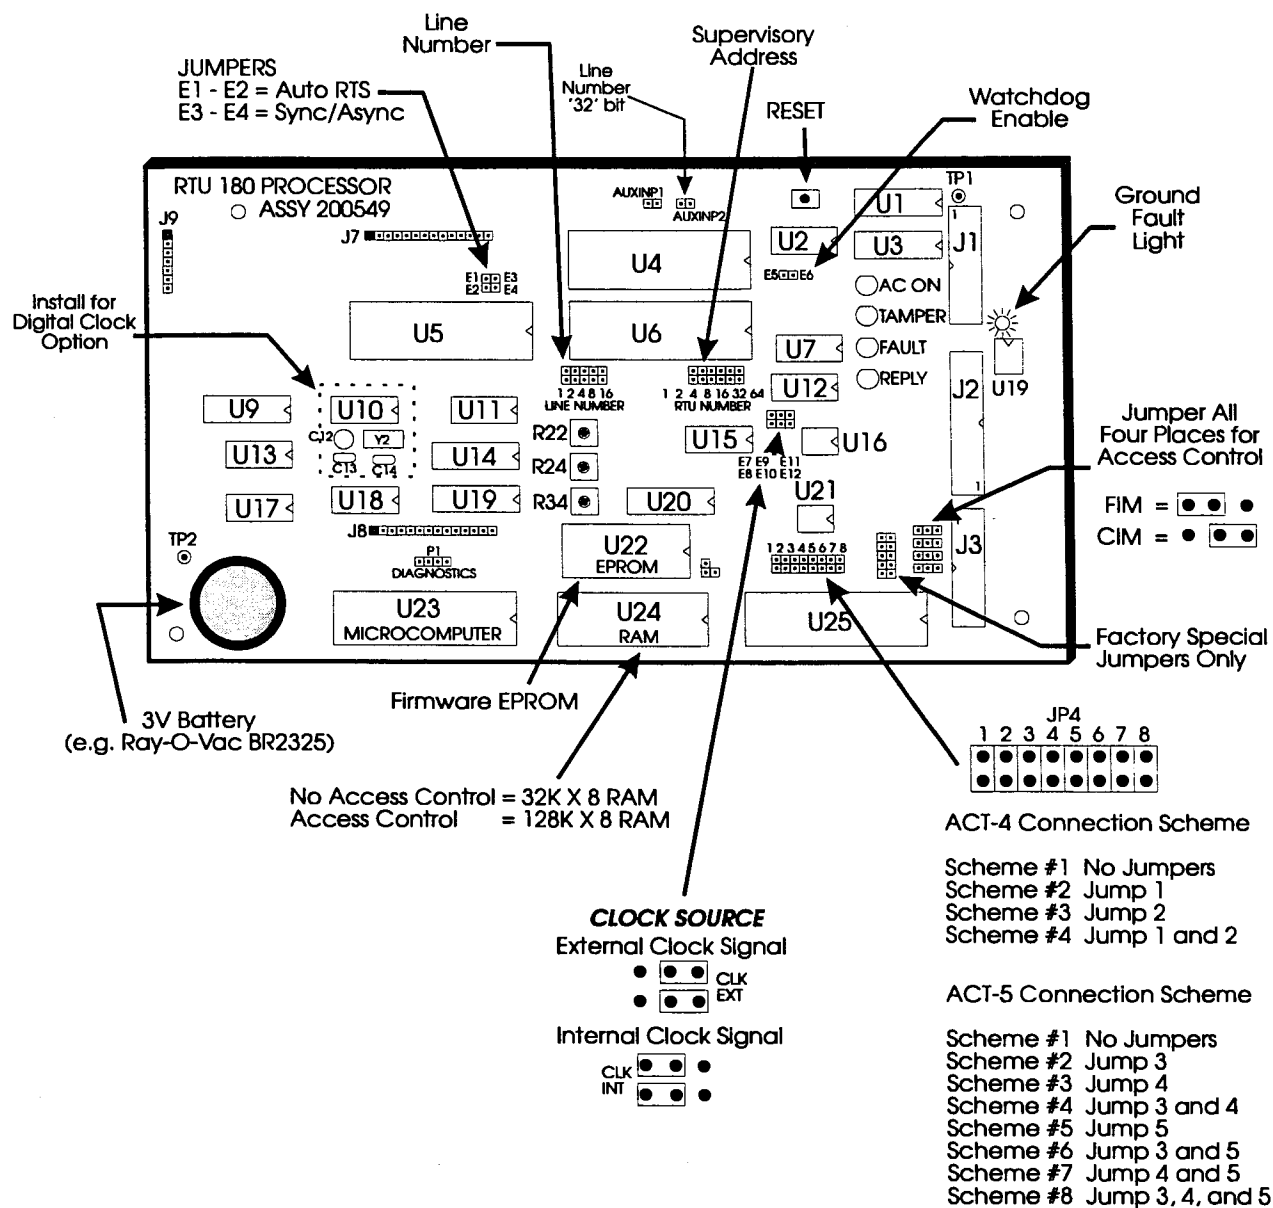 Line
Number
Supervisory
Address
JUMPERS
E1 - E2 = Auto RTS
E3 - E4 = Sync/Async
Line
Number
'32' bit
RESET
Watchdog
Enable
RTU 180 PROCESSOR
ASSY 200549
J9
J7
AUXINP1
AUXINP2
TP1
U1
U2
U3
J1
Ground
Fault
Light
E1 E3
E2 E4
U4
E5 E6
AC ON
TAMPER
FAULT
REPLY
Install for
Digital Clock
Option
U5
U6
U7
U19
U12
J2
1 2 4 8 16
LINE NUMBER
1 2 4 8 16 32 64
RTU NUMBER
U9
U10
U11
C12
Y2
C13
C14
R22
R24
R34
U13
U14
U15
U16
E7 E9 E11
E8 E10 E12
Jumper All
Four Places for
Access Control
FIM =
CIM =
U17
U18
U19
U20
U21
J8
TP2
P1
DIAGNOSTICS
U22
EPROM
1 2 3 4 5 6 7 8
J3
1
1
U23
MICROCOMPUTER
U24
RAM
U25
Factory Special
Jumpers Only
Firmware EPROM
3V Battery
(e.g. Ray-O-Vac BR2325)
No Access Control = 32K X 8 RAM
Access Control = 128K X 8 RAM
JP4
1 2 3 4 5 6 7 8
ACT-4 Connection Scheme
Scheme #1 No Jumpers
Scheme #2 Jump 1
Scheme #3 Jump 2
Scheme #4 Jump 1 and 2
CLOCK SOURCE
External Clock Signal
CLK
EXT
Internal Clock Signal
CLK
INT
ACT-5 Connection Scheme
Scheme #1 No Jumpers
Scheme #2 Jump 3
Scheme #3 Jump 4
Scheme #4 Jump 3 and 4
Scheme #5 Jump 5
Scheme #6 Jump 3 and 5
Scheme #7 Jump 4 and 5
Scheme #8 Jump 3, 4, and 5